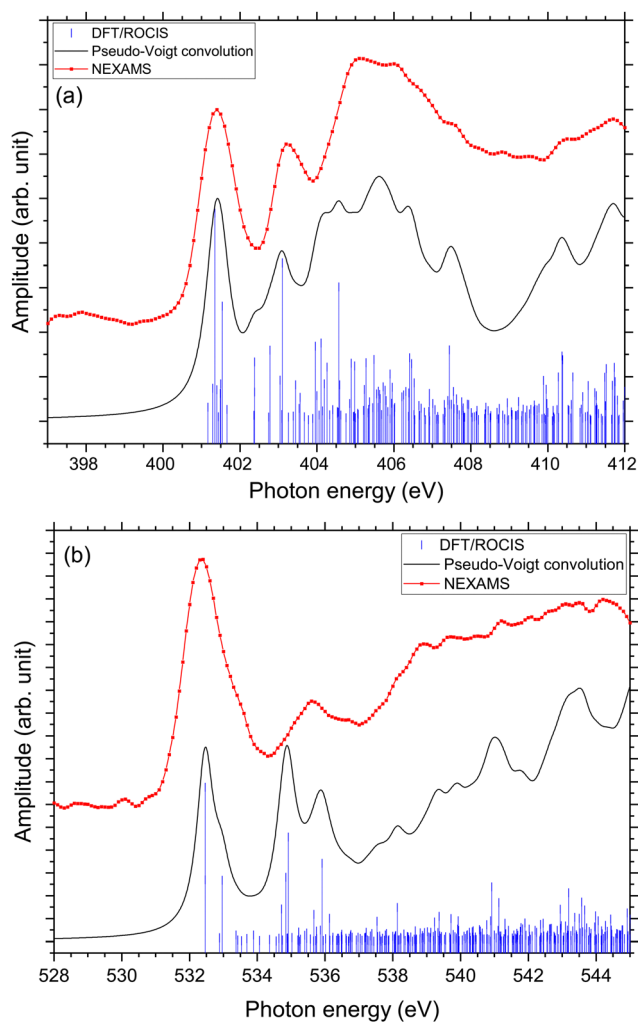 DFT/ROCIS
Pseudo-Voigt convolution
NEXAMS
(a)
Amplitude (arb. unit)
398 400 402 404 406 408 410 412
Photon energy (eV)
(b)
DFT/ROCIS
Pseudo-Voigt convolution
NEXAMS
Amplitude (arb. unit)
528 530 532 534 536 538 540 542 544
Photon energy (eV)